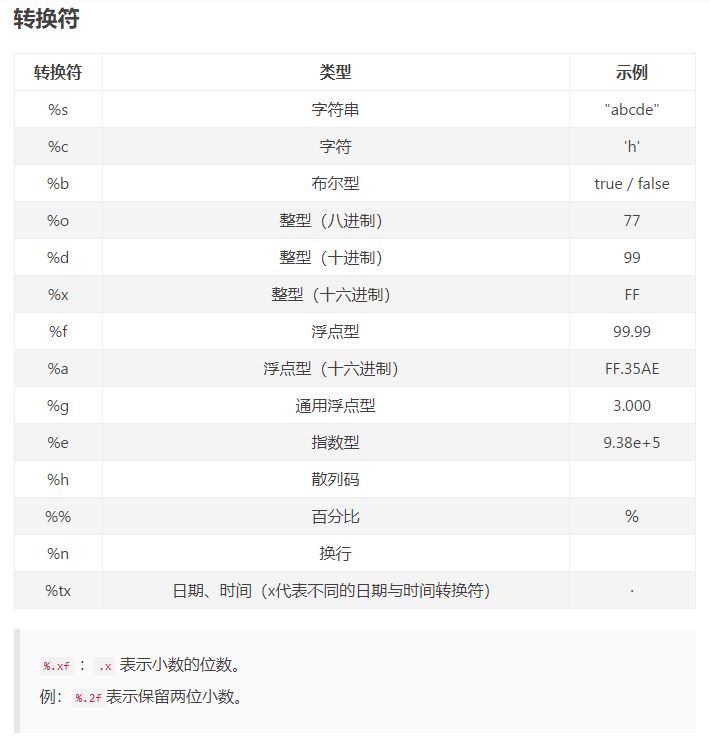 转换符
转换符 类型 示例
%s 字符串 "abcde"
%c 字符 'h'
%b 布尔型 true / false
%o 整型（八进制） 77
%d 整型（十进制） 99
%x 整型（十六进制） FF
%f 浮点型 99.99
%a 浮点型（十六进制） FF.35AE
%g 通用浮点型 3.000
%e 指数型 9.38e+5
%h 散列码
%% 百分比 %
%n 换行
%tx 日期、时间（x代表不同的日期与时间转换符） ·
%.xf ： .x 表示小数的位数。
例： %.2f 表示保留两位小数。